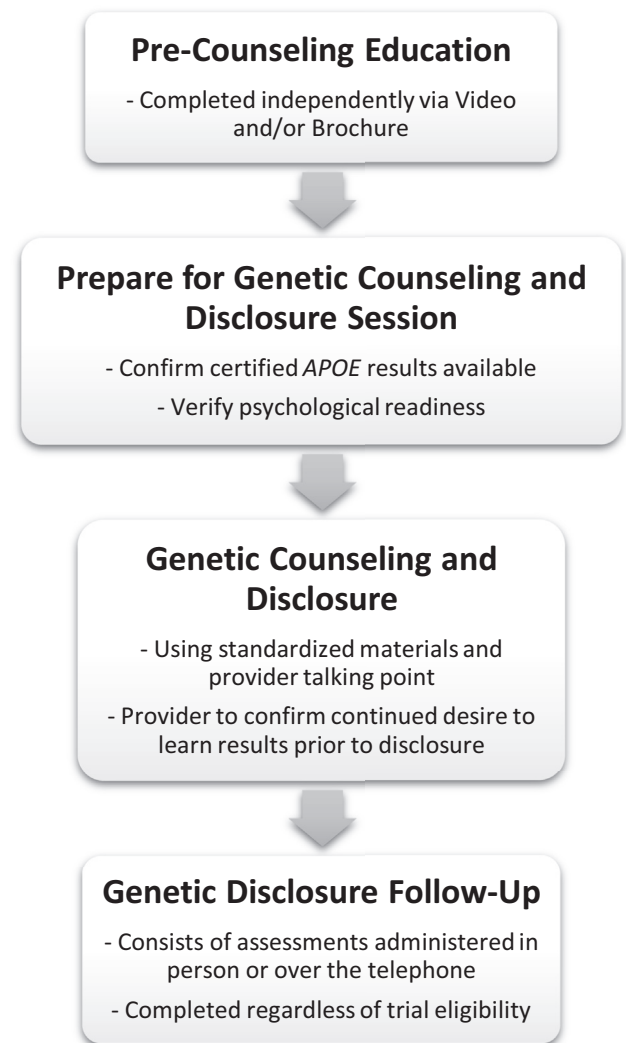 Pre-Counseling Education
- Completed independently via Video
and/or Brochure
Prepare for Genetic Counseling and
Disclosure Session
- Confirm certified APOE results available
- Verify psychological readiness
Genetic Counseling and
Disclosure
- Using standardized materials and
provider talking point
- Provider to confirm continued desire to
learn results prior to disclosure
Genetic Disclosure Follow-Up
- Consists of assessments administered in
person or over the telephone
- Completed regardless of trial eligibility